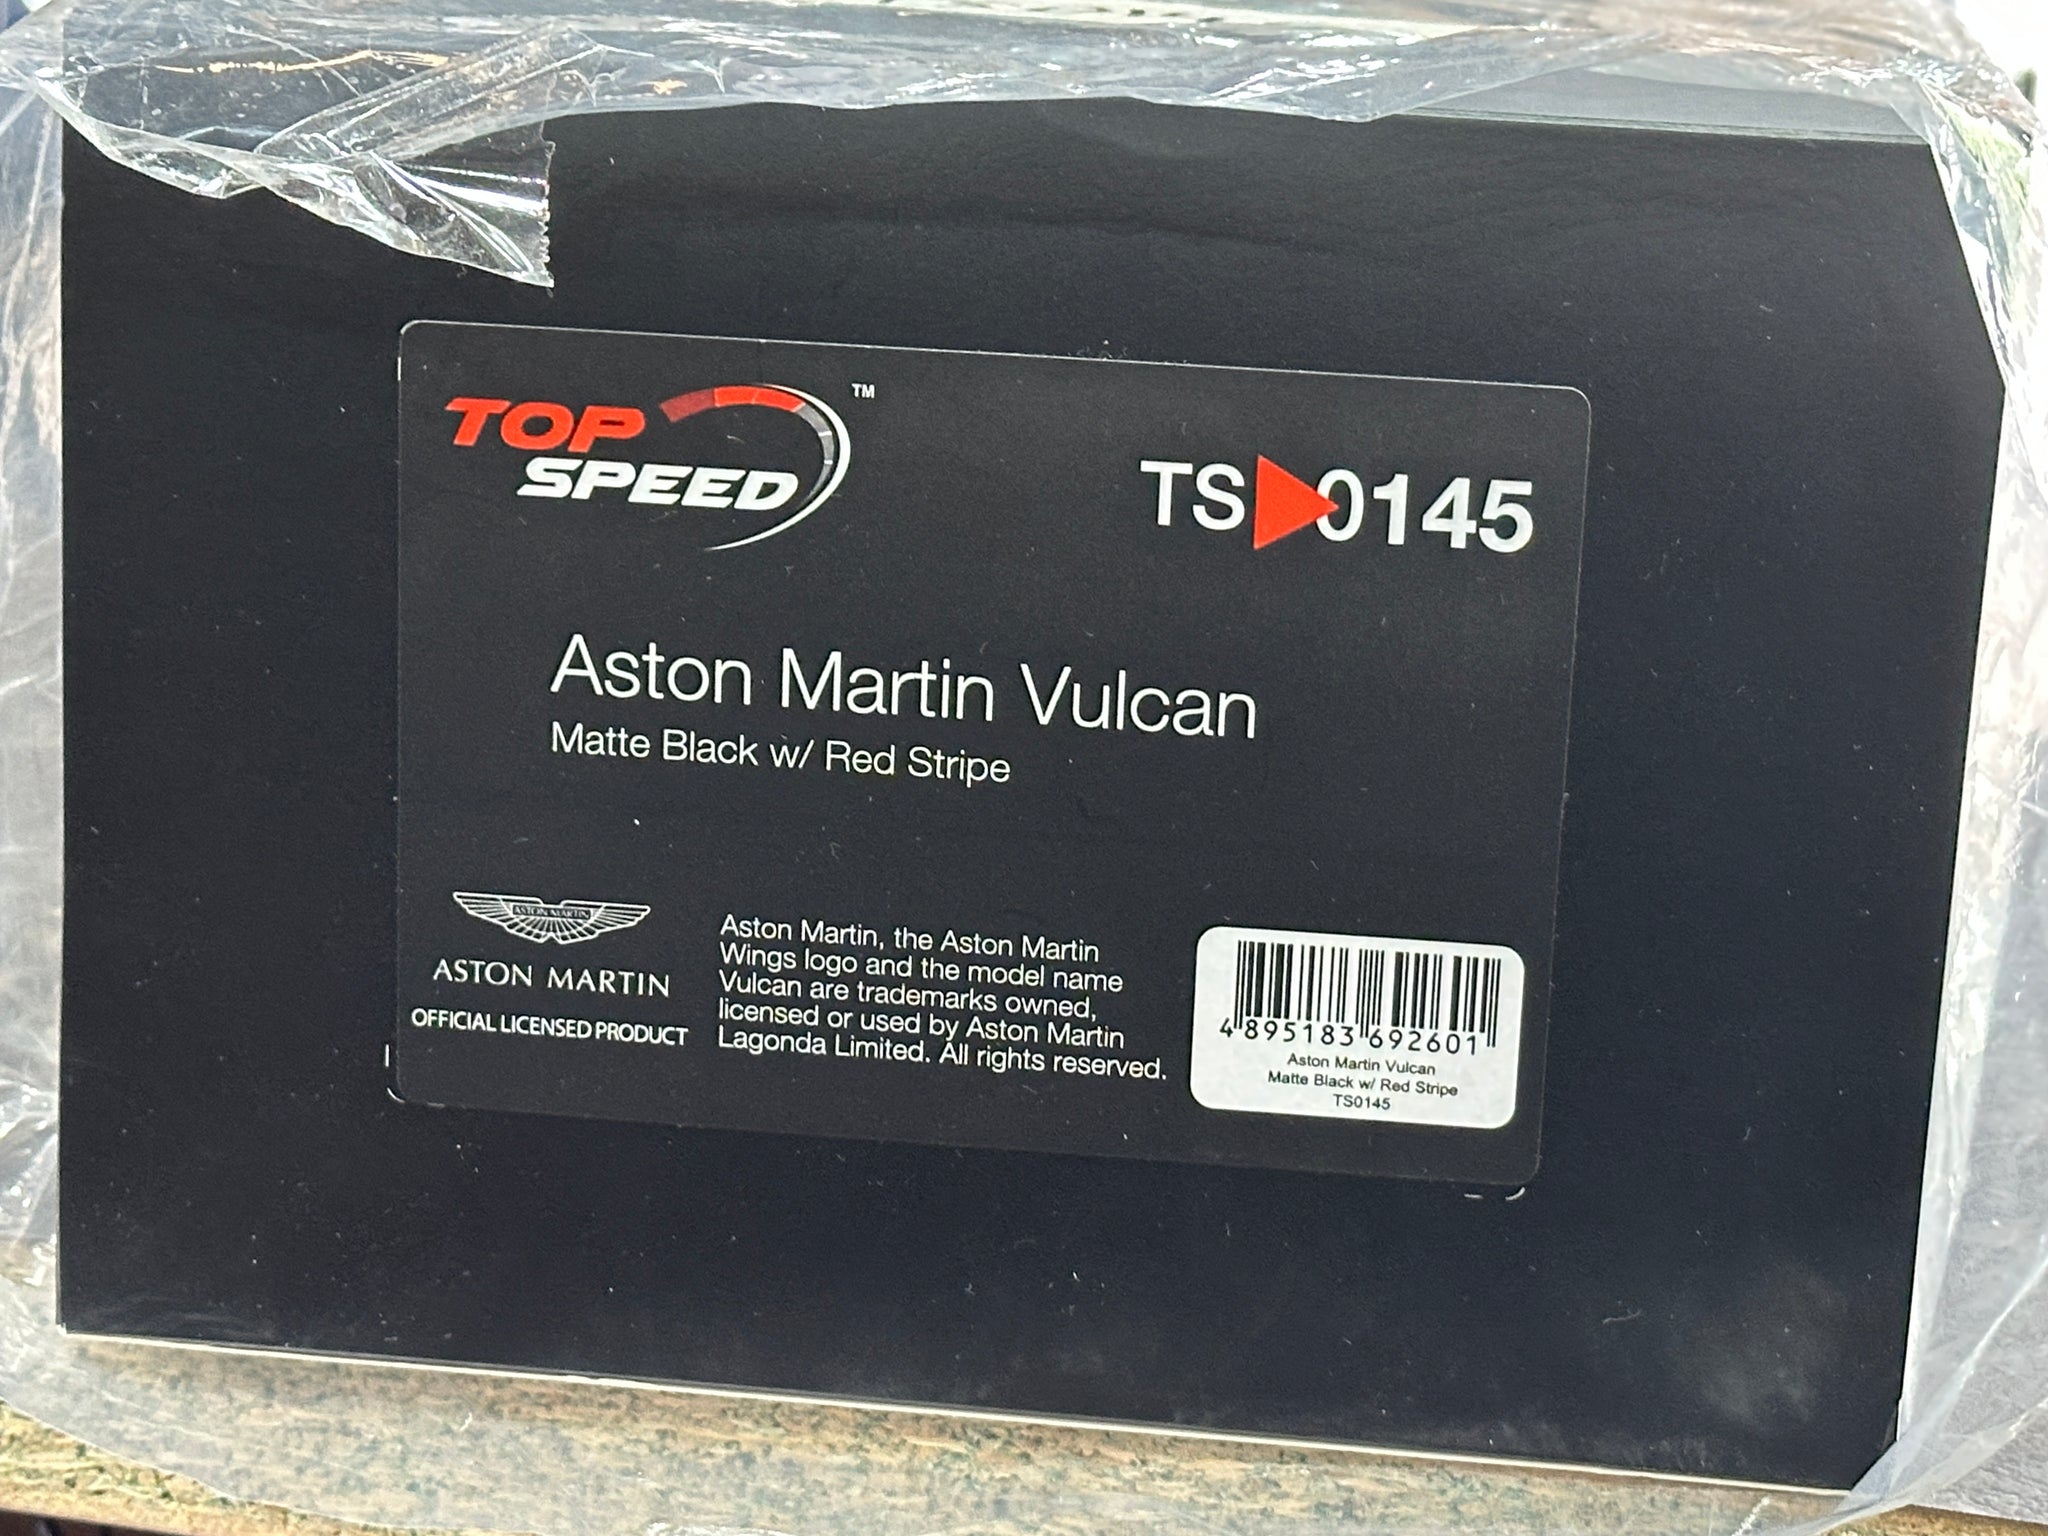 TOP
SPEED
™
TS 0145
Aston Martin Vulcan
Matte Black w/ Red Stripe
ASTON MARTIN
ASTON MARTIN
OFFICIAL LICENSED PRODUCT
Aston Martin, the Aston Martin
Wings logo and the model name
Vulcan are trademarks owned,
licensed or used by Aston Martin
Lagonda Limited. All rights reserved.
4 895183 692601
Aston Martin Vulcan
Matte Black w/ Red Stripe
TS0145